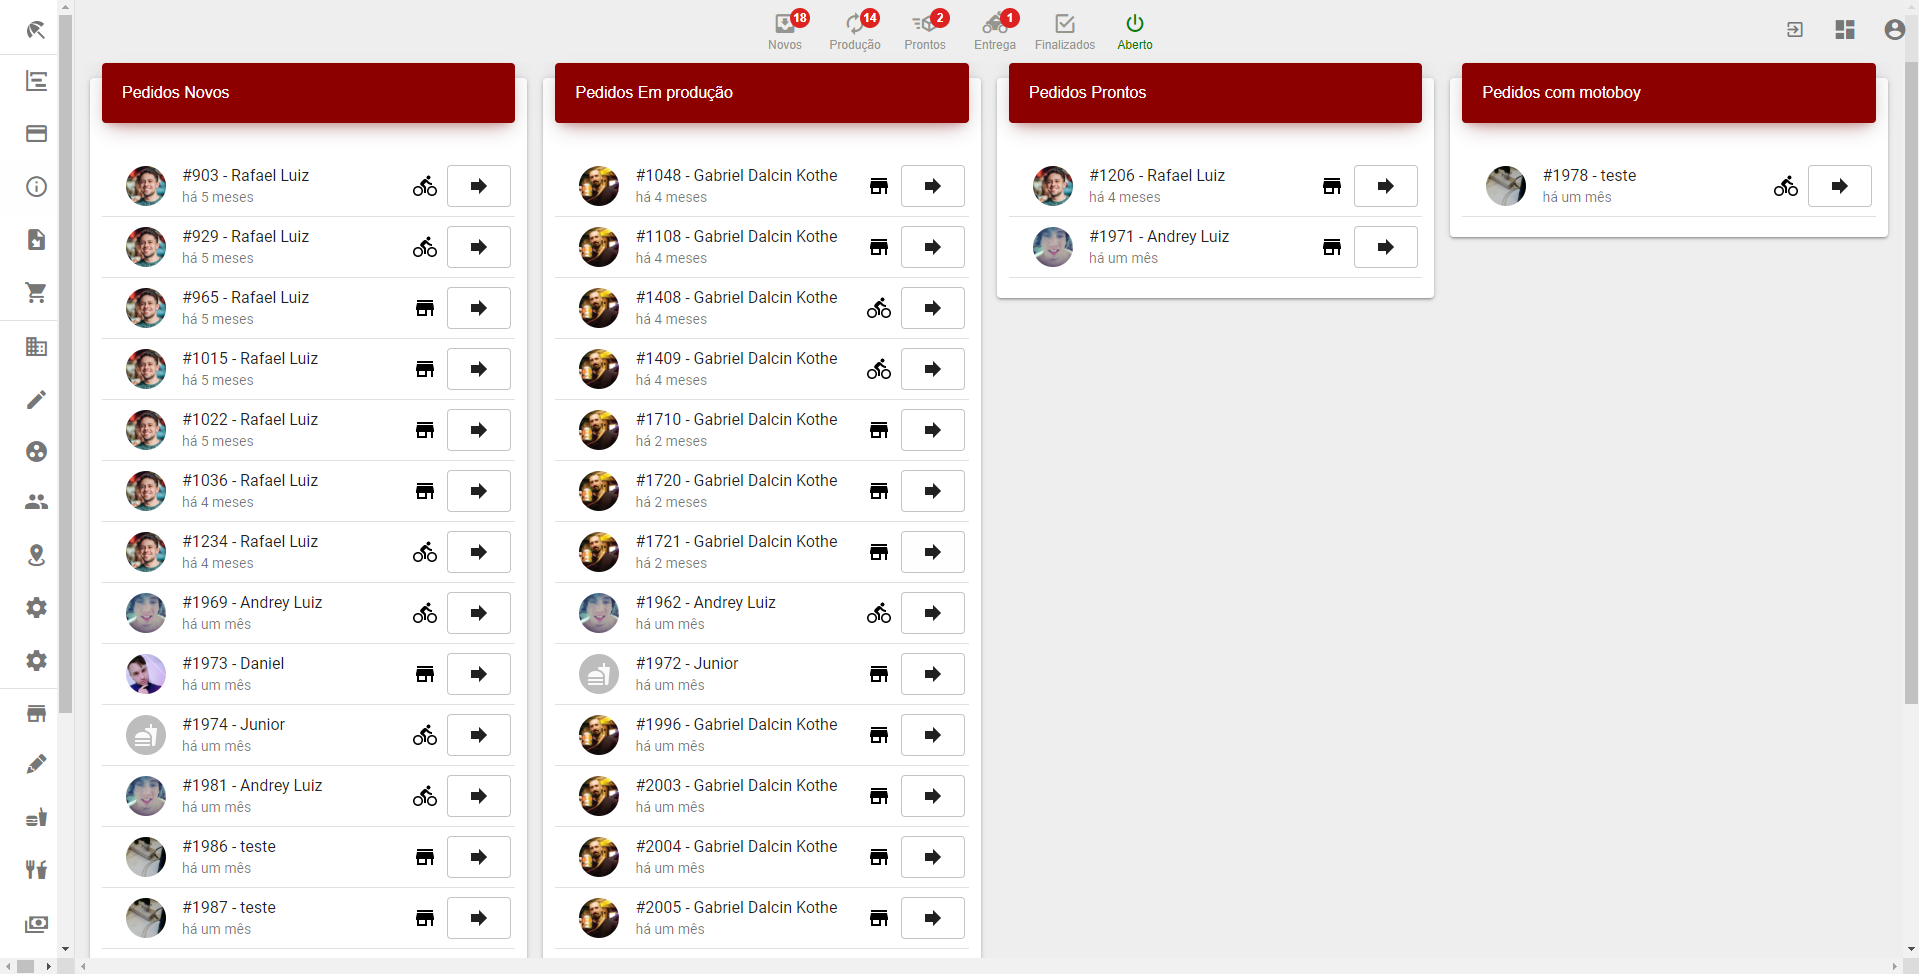 18
14
2
1
Novos
Produção
Prontos
Entrega
Finalizados
Aberto
Pedidos Novos
#903 - Rafael Luiz
há 5 meses
#929 - Rafael Luiz
há 5 meses
#965 - Rafael Luiz
há 5 meses
#1015 - Rafael Luiz
há 5 meses
#1022 - Rafael Luiz
há 5 meses
#1036 - Rafael Luiz
há 4 meses
#1234 - Rafael Luiz
há 4 meses
#1969 - Andrey Luiz
há um mês
#1973 - Daniel
há um mês
#1974 - Junior
há um mês
#1981 - Andrey Luiz
há um mês
#1986 - teste
há um mês
#1987 - teste
há um mês
Pedidos Em produção
#1048 - Gabriel Dalcin Kothe
há 4 meses
#1108 - Gabriel Dalcin Kothe
há 4 meses
#1408 - Gabriel Dalcin Kothe
há 4 meses
#1409 - Gabriel Dalcin Kothe
há 4 meses
#1710 - Gabriel Dalcin Kothe
há 2 meses
#1720 - Gabriel Dalcin Kothe
há 2 meses
#1721 - Gabriel Dalcin Kothe
há 2 meses
#1962 - Andrey Luiz
há um mês
#1972 - Junior
há um mês
#1996 - Gabriel Dalcin Kothe
há um mês
#2003 - Gabriel Dalcin Kothe
há um mês
#2004 - Gabriel Dalcin Kothe
há um mês
#2005 - Gabriel Dalcin Kothe
há um mês
Pedidos Prontos
#1206 - Rafael Luiz
há 4 meses
#1971 - Andrey Luiz
há um mês
Pedidos com motoboy
#1978 - teste
há um mês